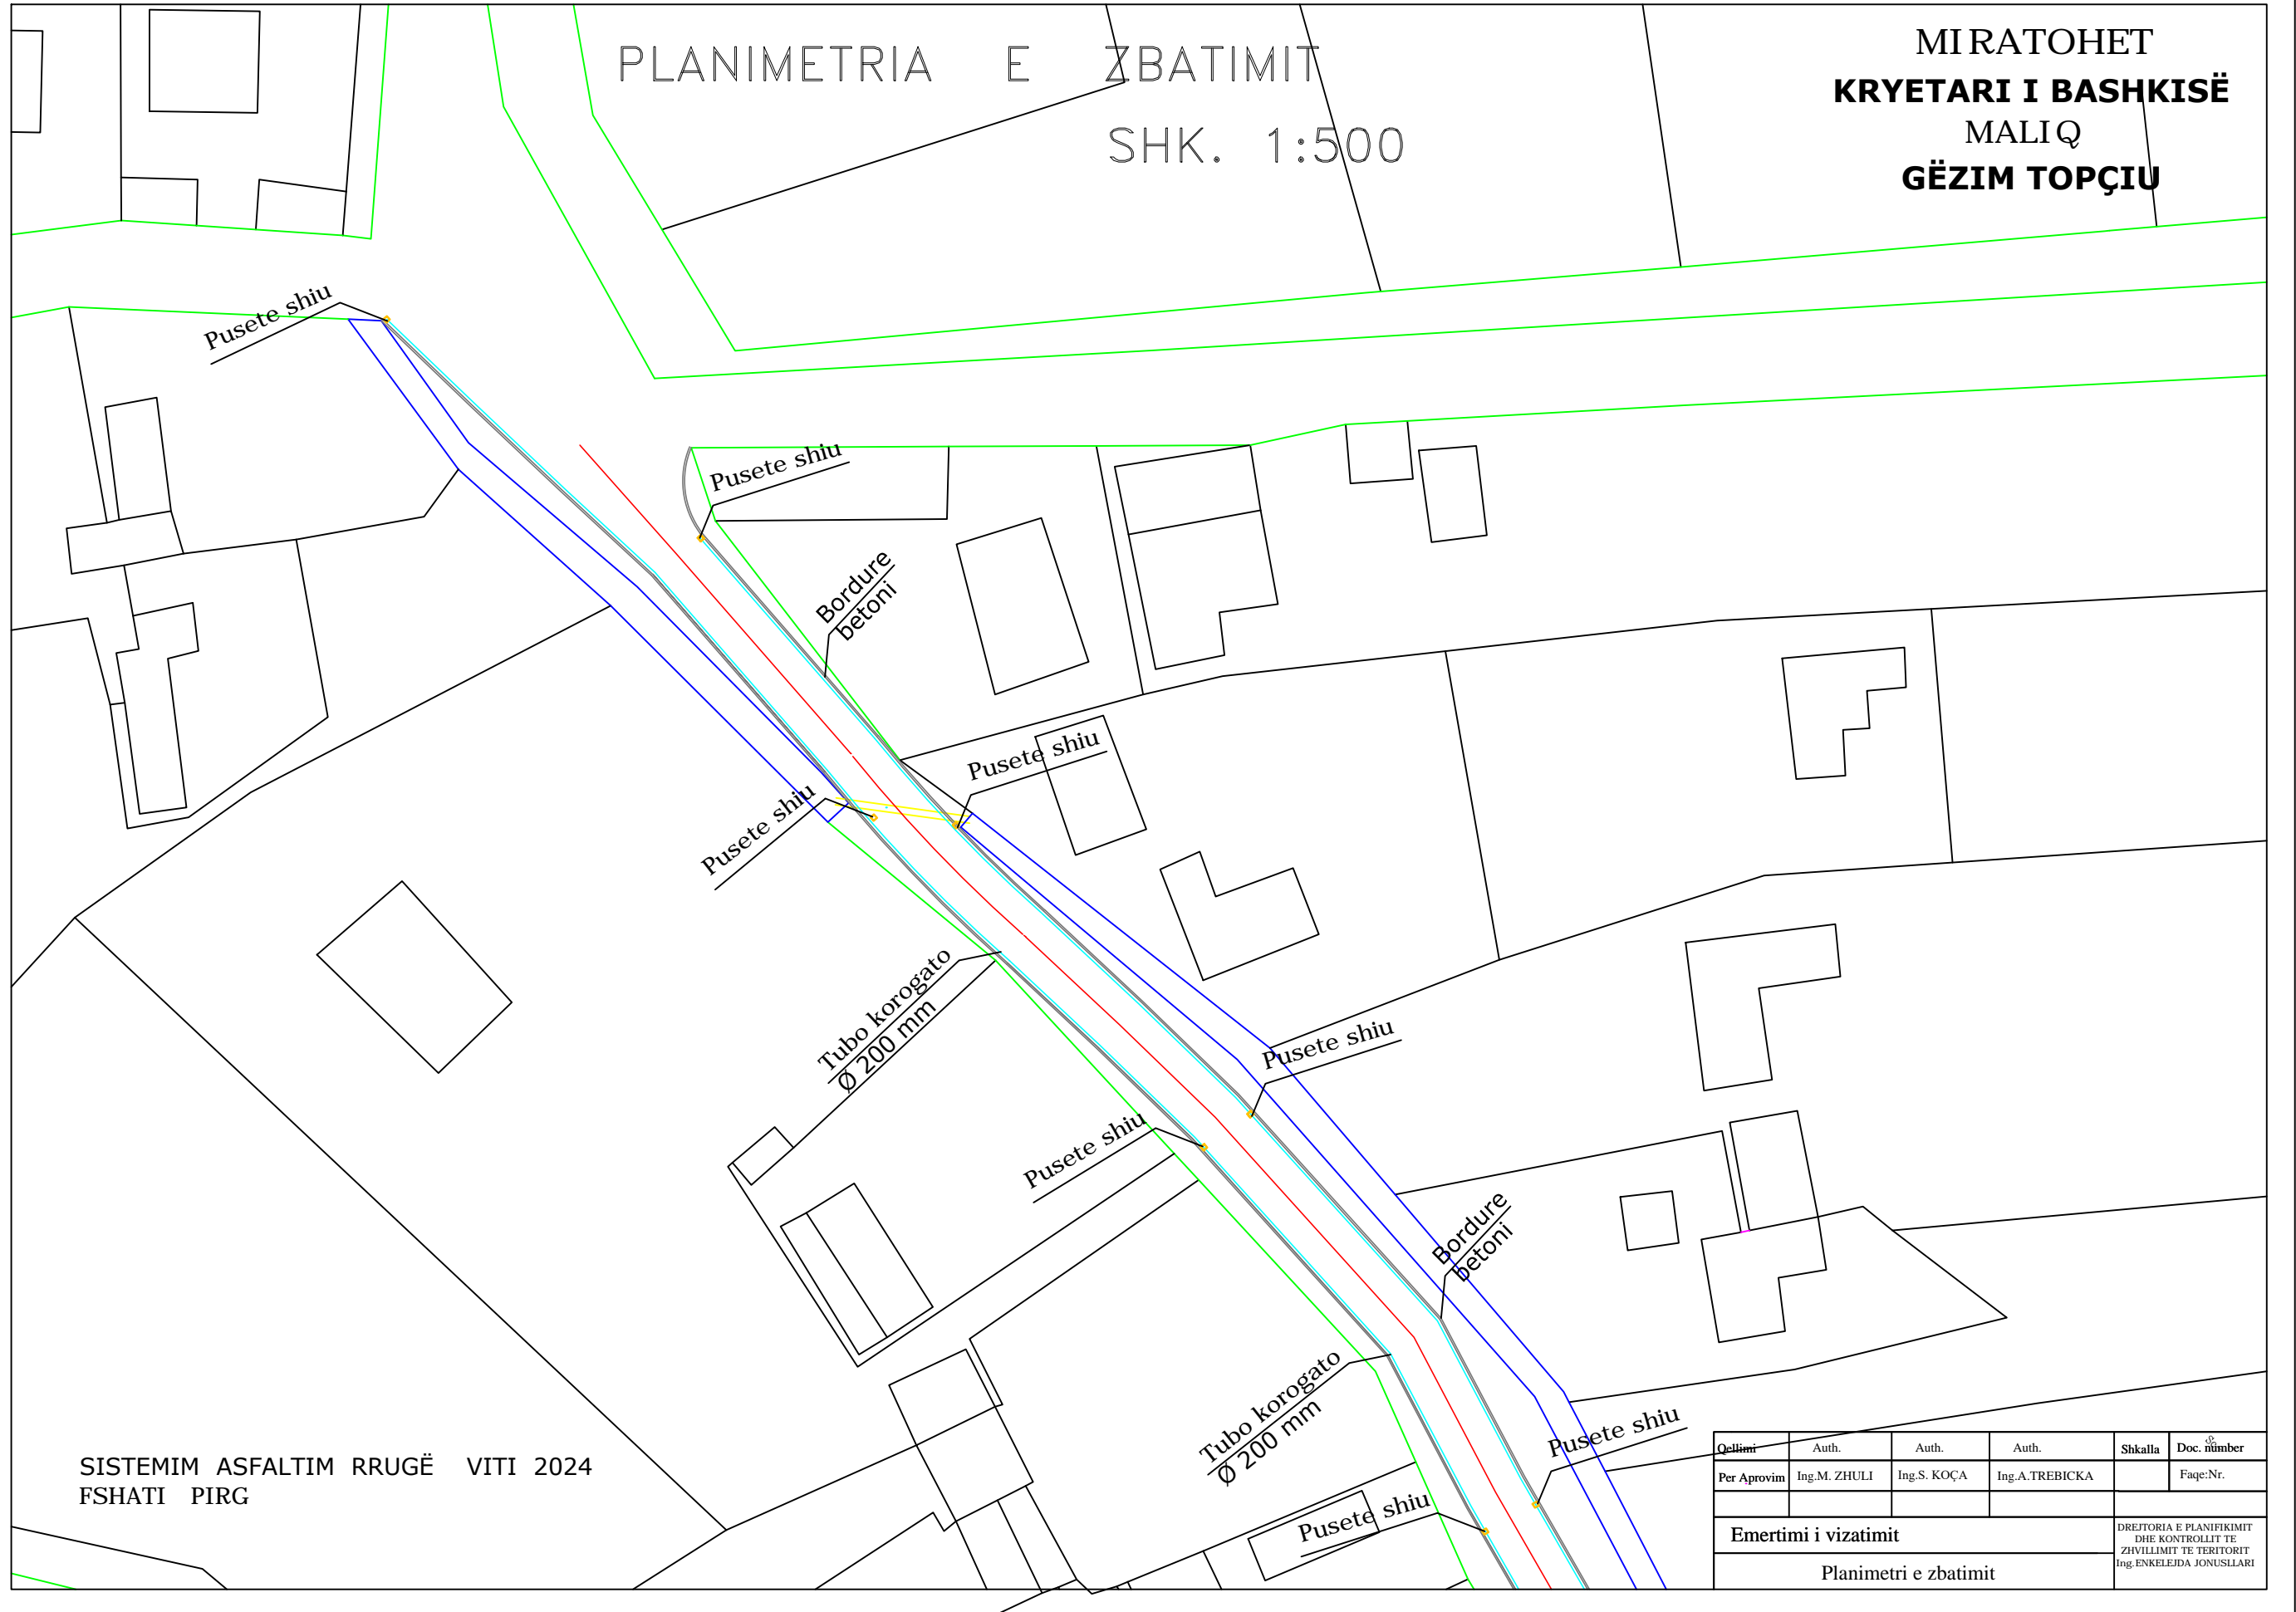 PLANIMETRIA E ZBATIMIT
SHK. 1:500
MIRATOHET
KRYETARI I BASHKISË
MALIQ
GËZIM TOPÇIU
Pusete shiu
Pusete shiu
Bordure
betoni
Pusete shiu
Pusete shiu
Tubo korogato
Ø 200 mm
Pusete shiu
Pusete shiu
Bordure
betoni
Tubo korogato
Ø 200 mm
Pusete shiu
Pusete shiu
SISTEMIM ASFALTIM RRUGË VITI 2024
FSHATI PIRG
Qellimi Auth. Auth. Auth. Shkalla Doc. number
Per Aprovim Ing.M. ZHULI Ing.S. KOÇA Ing.A.TREBICKA Faqe:Nr.
Emertimi i vizatimit
Planimetri e zbatimit
DREJTORIA E PLANIFIKIMIT
DHE KONTROLLIT TE
ZHVILLIMIT TE TERITORIT
Ing.ENKELEJDA JONUSLLARI